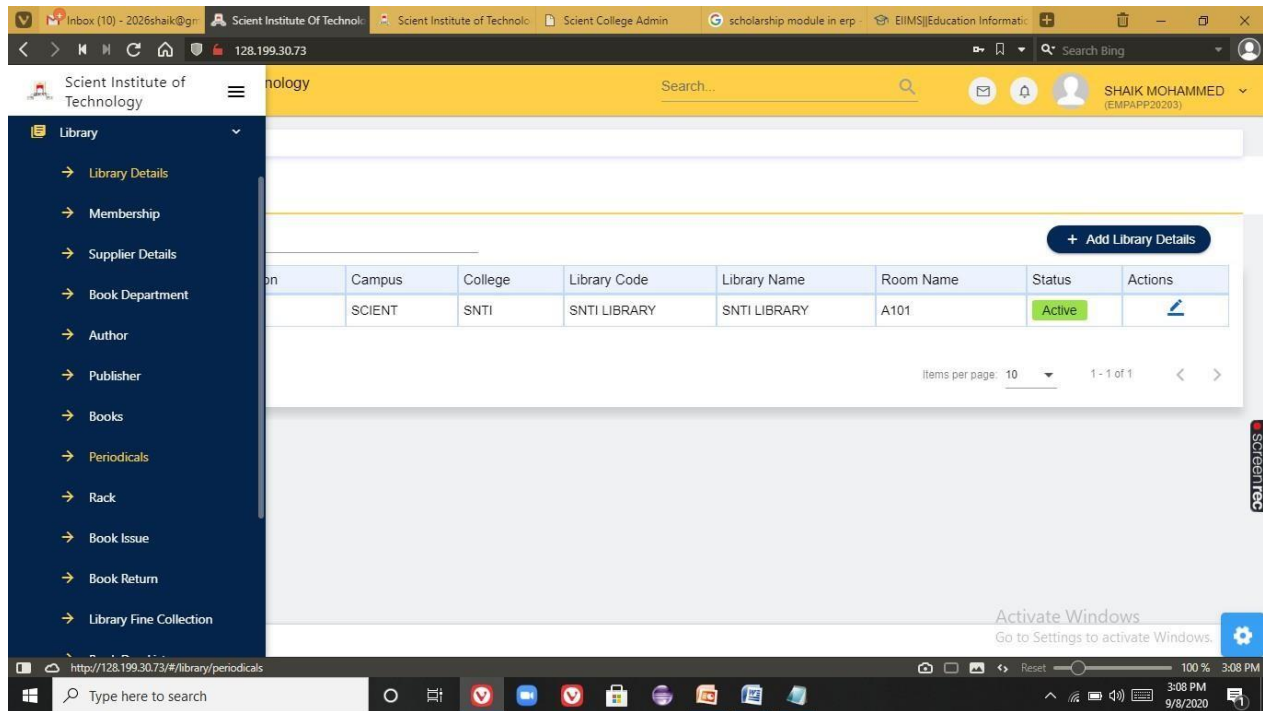 Inbox (10) - 2026shaik@gm
Scient Institute Of Technolo
Scient Institute of Technolo
Scient College Admin
scholarship module in erp -
EIIMS||Education Informatic
128.199.30.73
Search Bing
Scient Institute of
Technology
nology
Search...
SHAIK MOHAMMED
(EMPAPP20203)
Library
Library Details
Membership
Supplier Details
Book Department
Author
Publisher
Books
Periodicals
Rack
Book Issue
Book Return
Library Fine Collection
+ Add Library Details
on Campus College Library Code Library Name Room Name Status Actions
SCIENT SNTI SNTI LIBRARY SNTI LIBRARY A101 Active
Items per page: 10 1 - 1 of 1
screenrec
Activate Windows
Go to Settings to activate Windows.
http://128.199.30.73/#/library/periodicals
Reset 100 % 3:08 PM
Type here to search
3:08 PM
9/8/2020